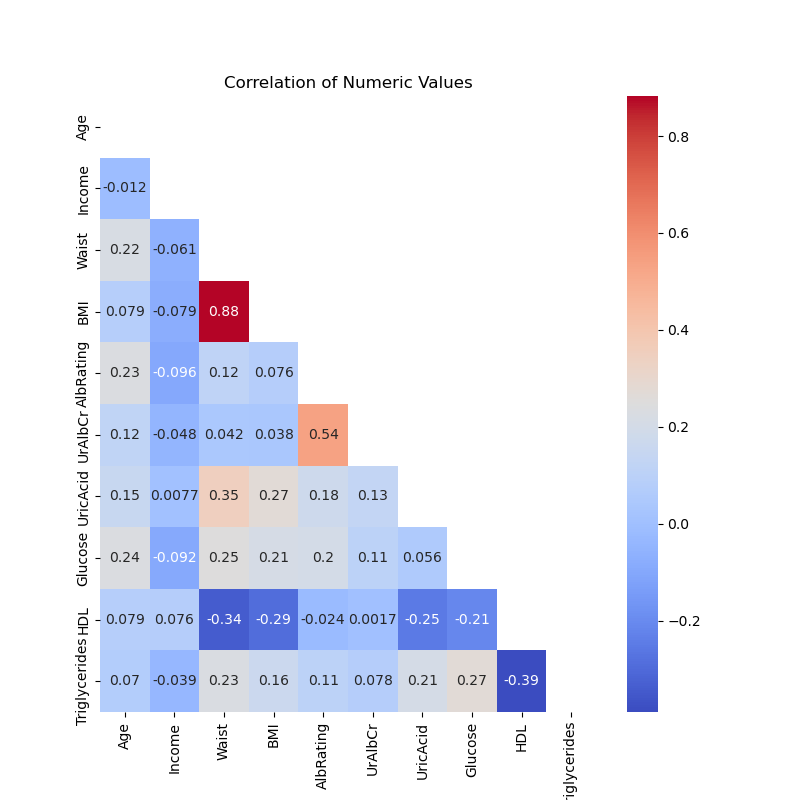 Correlation of Numeric Values
Age
Income -0.012
Waist 0.22 -0.061
BMI 0.079 -0.079 0.88
AlbRating 0.23 -0.096 0.12 0.076
UrAlbCr 0.12 -0.048 0.042 0.038 0.54
UricAcid 0.15 0.0077 0.35 0.27 0.18 0.13
Glucose 0.24 -0.092 0.25 0.21 0.2 0.11 0.056
HDL 0.079 0.076 -0.34 -0.29 -0.024 0.0017 -0.25 -0.21
Triglycerides 0.07 -0.039 0.23 0.16 0.11 0.078 0.21 0.27 -0.39
Age Income Waist BMI AlbRating UrAlbCr UricAcid Glucose HDL riglycerides
0.8
0.6
0.4
0.2
0.0
−0.2